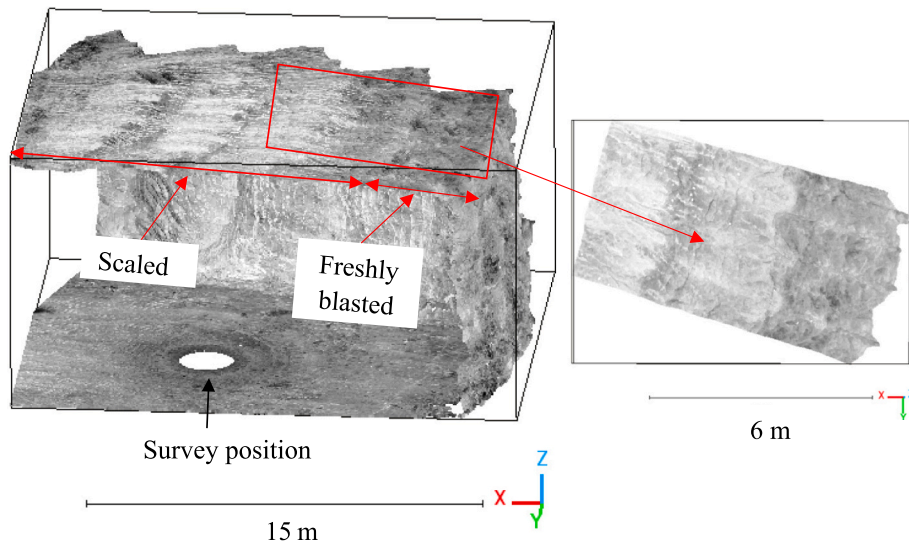 Scaled
Freshly
blasted
Survey position
Z
X
Y
15 m
X
Y
6 m